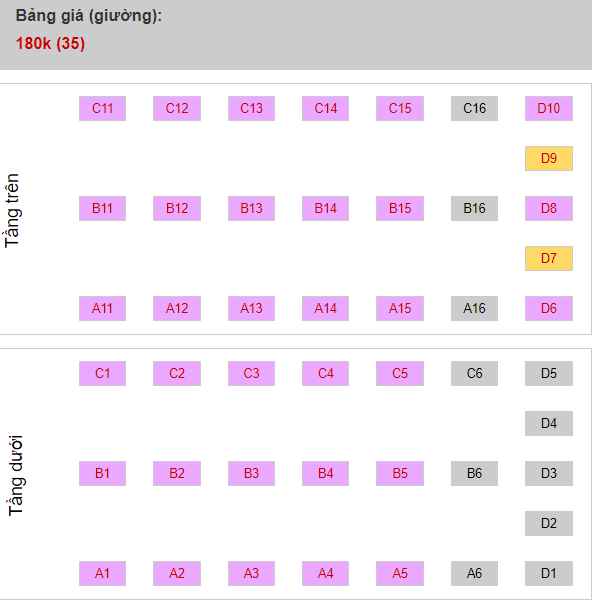 Bảng giá (giường):
180k (35)
Tầng trên
C11 C12 C13 C14 C15 C16 D10
D9
B11 B12 B13 B14 B15 B16 D8
D7
A11 A12 A13 A14 A15 A16 D6
Tầng dưới
C1 C2 C3 C4 C5 C6 D5
D4
B1 B2 B3 B4 B5 B6 D3
D2
A1 A2 A3 A4 A5 A6 D1